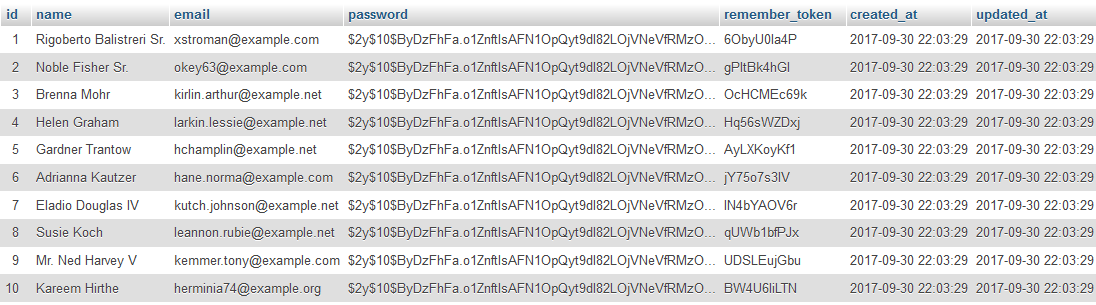 id name email password remember_token created_at updated_at
1 Rigoberto Balistreri Sr. xstroman@example.com $2y$10$ByDzFhFa.o1ZnftIsAFN1OpQyt9dI82LOjVNeVfRMzO... 6ObyU0la4P 2017-09-30 22:03:29 2017-09-30 22:03:29
2 Noble Fisher Sr. okey63@example.com $2y$10$ByDzFhFa.o1ZnftIsAFN1OpQyt9dI82LOjVNeVfRMzO... gPltBk4hGl 2017-09-30 22:03:29 2017-09-30 22:03:29
3 Brenna Mohr kirlin.arthur@example.net $2y$10$ByDzFhFa.o1ZnftIsAFN1OpQyt9dI82LOjVNeVfRMzO... OcHCMEc69k 2017-09-30 22:03:29 2017-09-30 22:03:29
4 Helen Graham larkin.lessie@example.net $2y$10$ByDzFhFa.o1ZnftIsAFN1OpQyt9dI82LOjVNeVfRMzO... Hq56sWZDxj 2017-09-30 22:03:29 2017-09-30 22:03:29
5 Gardner Trantow hchamplin@example.net $2y$10$ByDzFhFa.o1ZnftIsAFN1OpQyt9dI82LOjVNeVfRMzO... AyLXKoyKf1 2017-09-30 22:03:29 2017-09-30 22:03:29
6 Adrianna Kautzer hane.norma@example.com $2y$10$ByDzFhFa.o1ZnftIsAFN1OpQyt9dI82LOjVNeVfRMzO... jY75o7s3lV 2017-09-30 22:03:29 2017-09-30 22:03:29
7 Eladio Douglas IV kutch.johnson@example.net $2y$10$ByDzFhFa.o1ZnftIsAFN1OpQyt9dI82LOjVNeVfRMzO... lN4bYAOV6r 2017-09-30 22:03:29 2017-09-30 22:03:29
8 Susie Koch leannon.rubie@example.net $2y$10$ByDzFhFa.o1ZnftIsAFN1OpQyt9dI82LOjVNeVfRMzO... qUWb1bfPJx 2017-09-30 22:03:29 2017-09-30 22:03:29
9 Mr. Ned Harvey V kemmer.tony@example.com $2y$10$ByDzFhFa.o1ZnftIsAFN1OpQyt9dI82LOjVNeVfRMzO... UDSLEujGbu 2017-09-30 22:03:29 2017-09-30 22:03:29
10 Kareem Hirthe herminia74@example.org $2y$10$ByDzFhFa.o1ZnftIsAFN1OpQyt9dI82LOjVNeVfRMzO... BW4U6liLTN 2017-09-30 22:03:29 2017-09-30 22:03:29